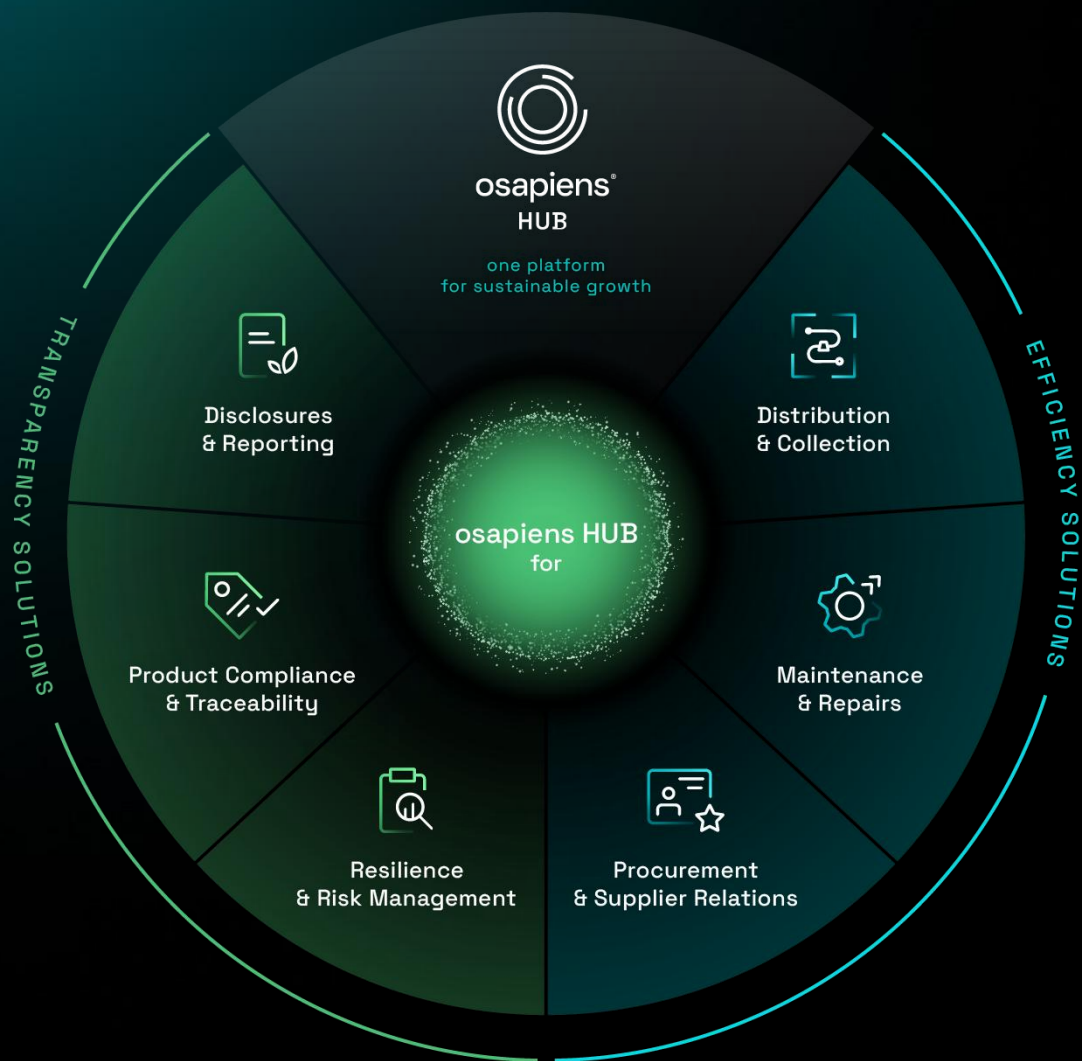 osapiens®
HUB
one platform
for sustainable growth
TRANSPARENCY SOLUTIONS
EFFICIENCY SOLUTIONS
Disclosures
& Reporting
Distribution
& Collection
osapiens HUB
for
Product Compliance
& Traceability
Maintenance
& Repairs
Resilience
& Risk Management
Procurement
& Supplier Relations